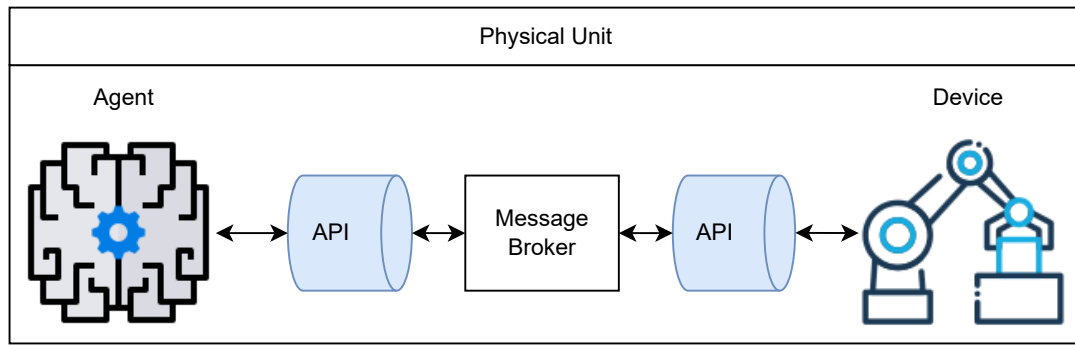 Physical Unit
Agent
Device
API
Message
Broker
API